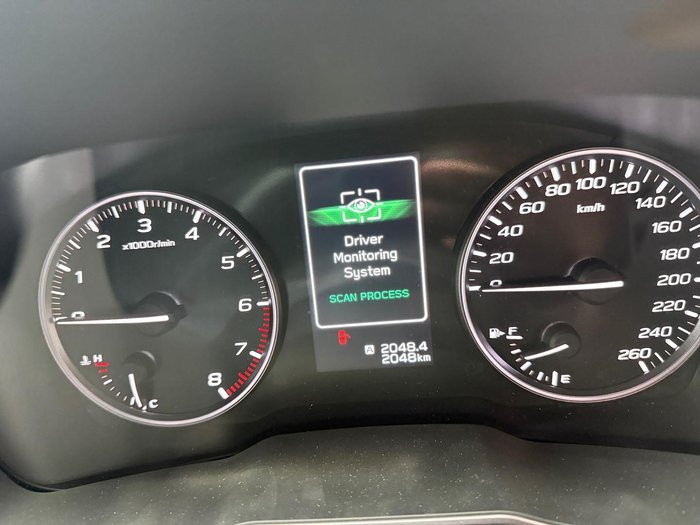 Driver
Monitoring
System
SCAN PROCESS
A 2048.4
2048km
0
1
2
3
4
5
6
7
8
x1000r/min
H
C
0
20
40
60
80
100
120
140
160
180
200
220
240
260
km/h
F
E